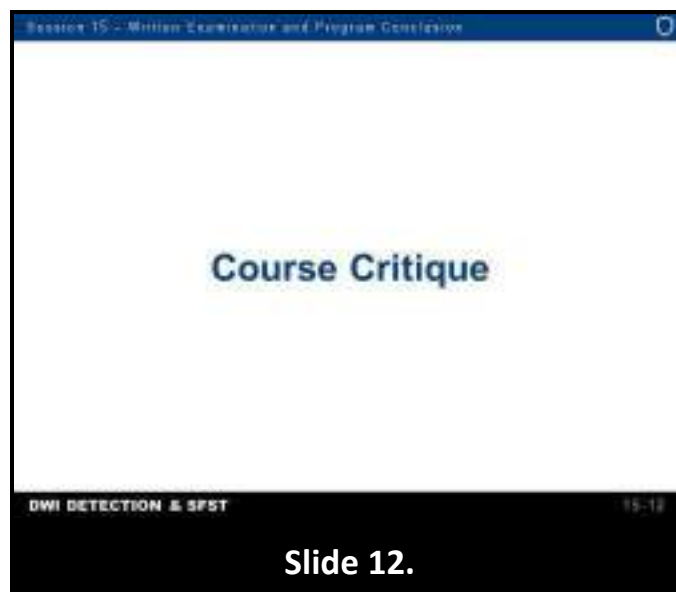 Session 15 - Written Examination and Program Conclusion
Course Critique
DWI DETECTION & SFST
15-12
Slide 12.